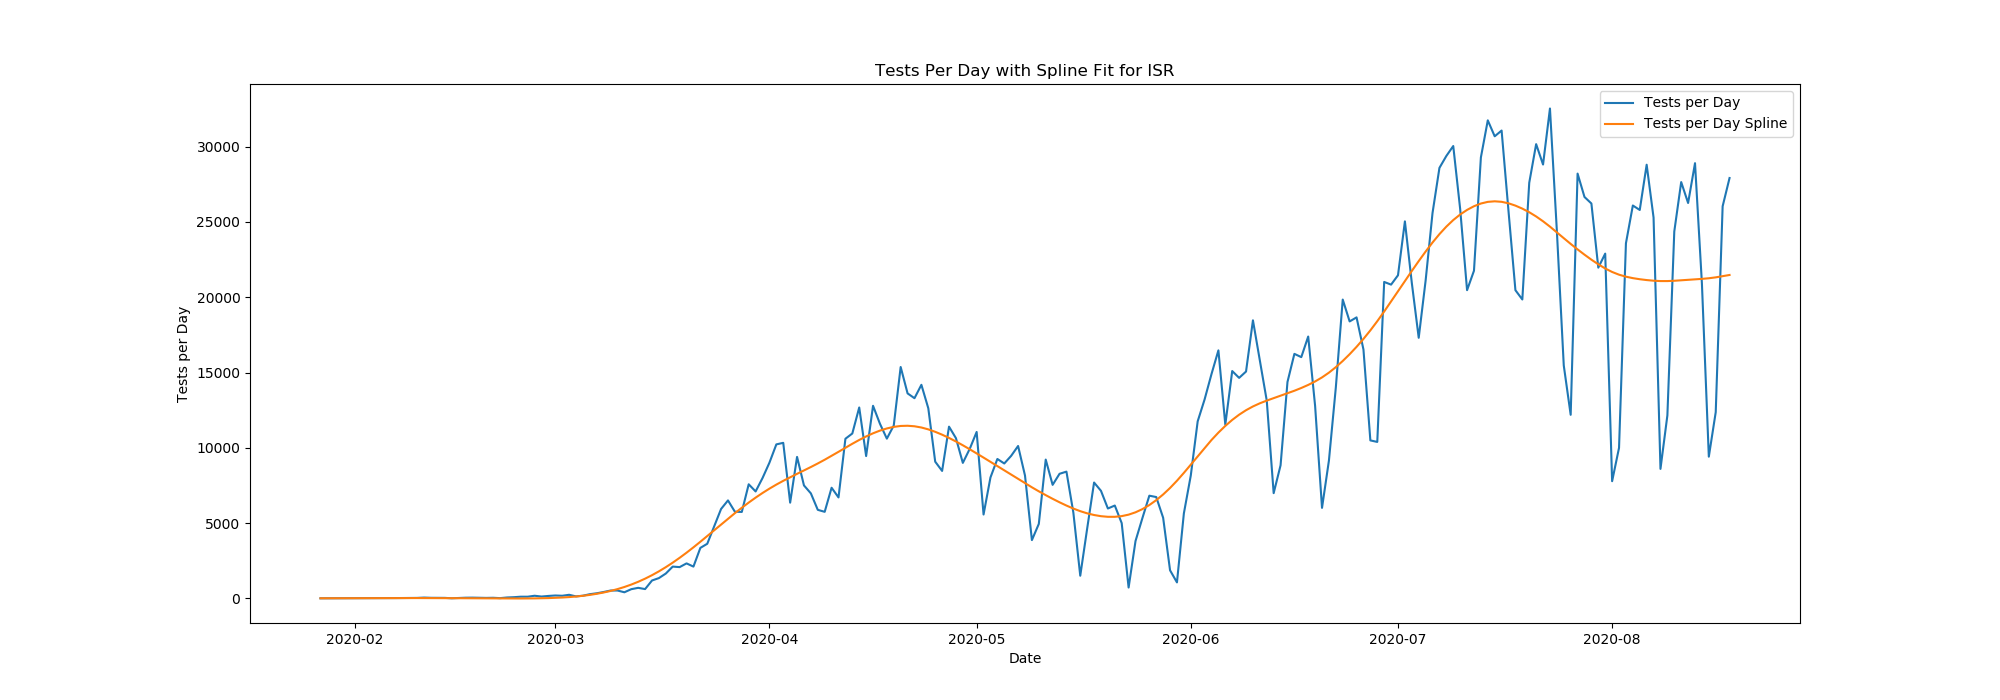 Tests Per Day with Spline Fit for ISR
Tests per Day
Tests per Day Spline
30000
25000
20000
15000
10000
5000
0
Tests per Day
2020-02 2020-03 2020-04 2020-05 2020-06 2020-07 2020-08
Date